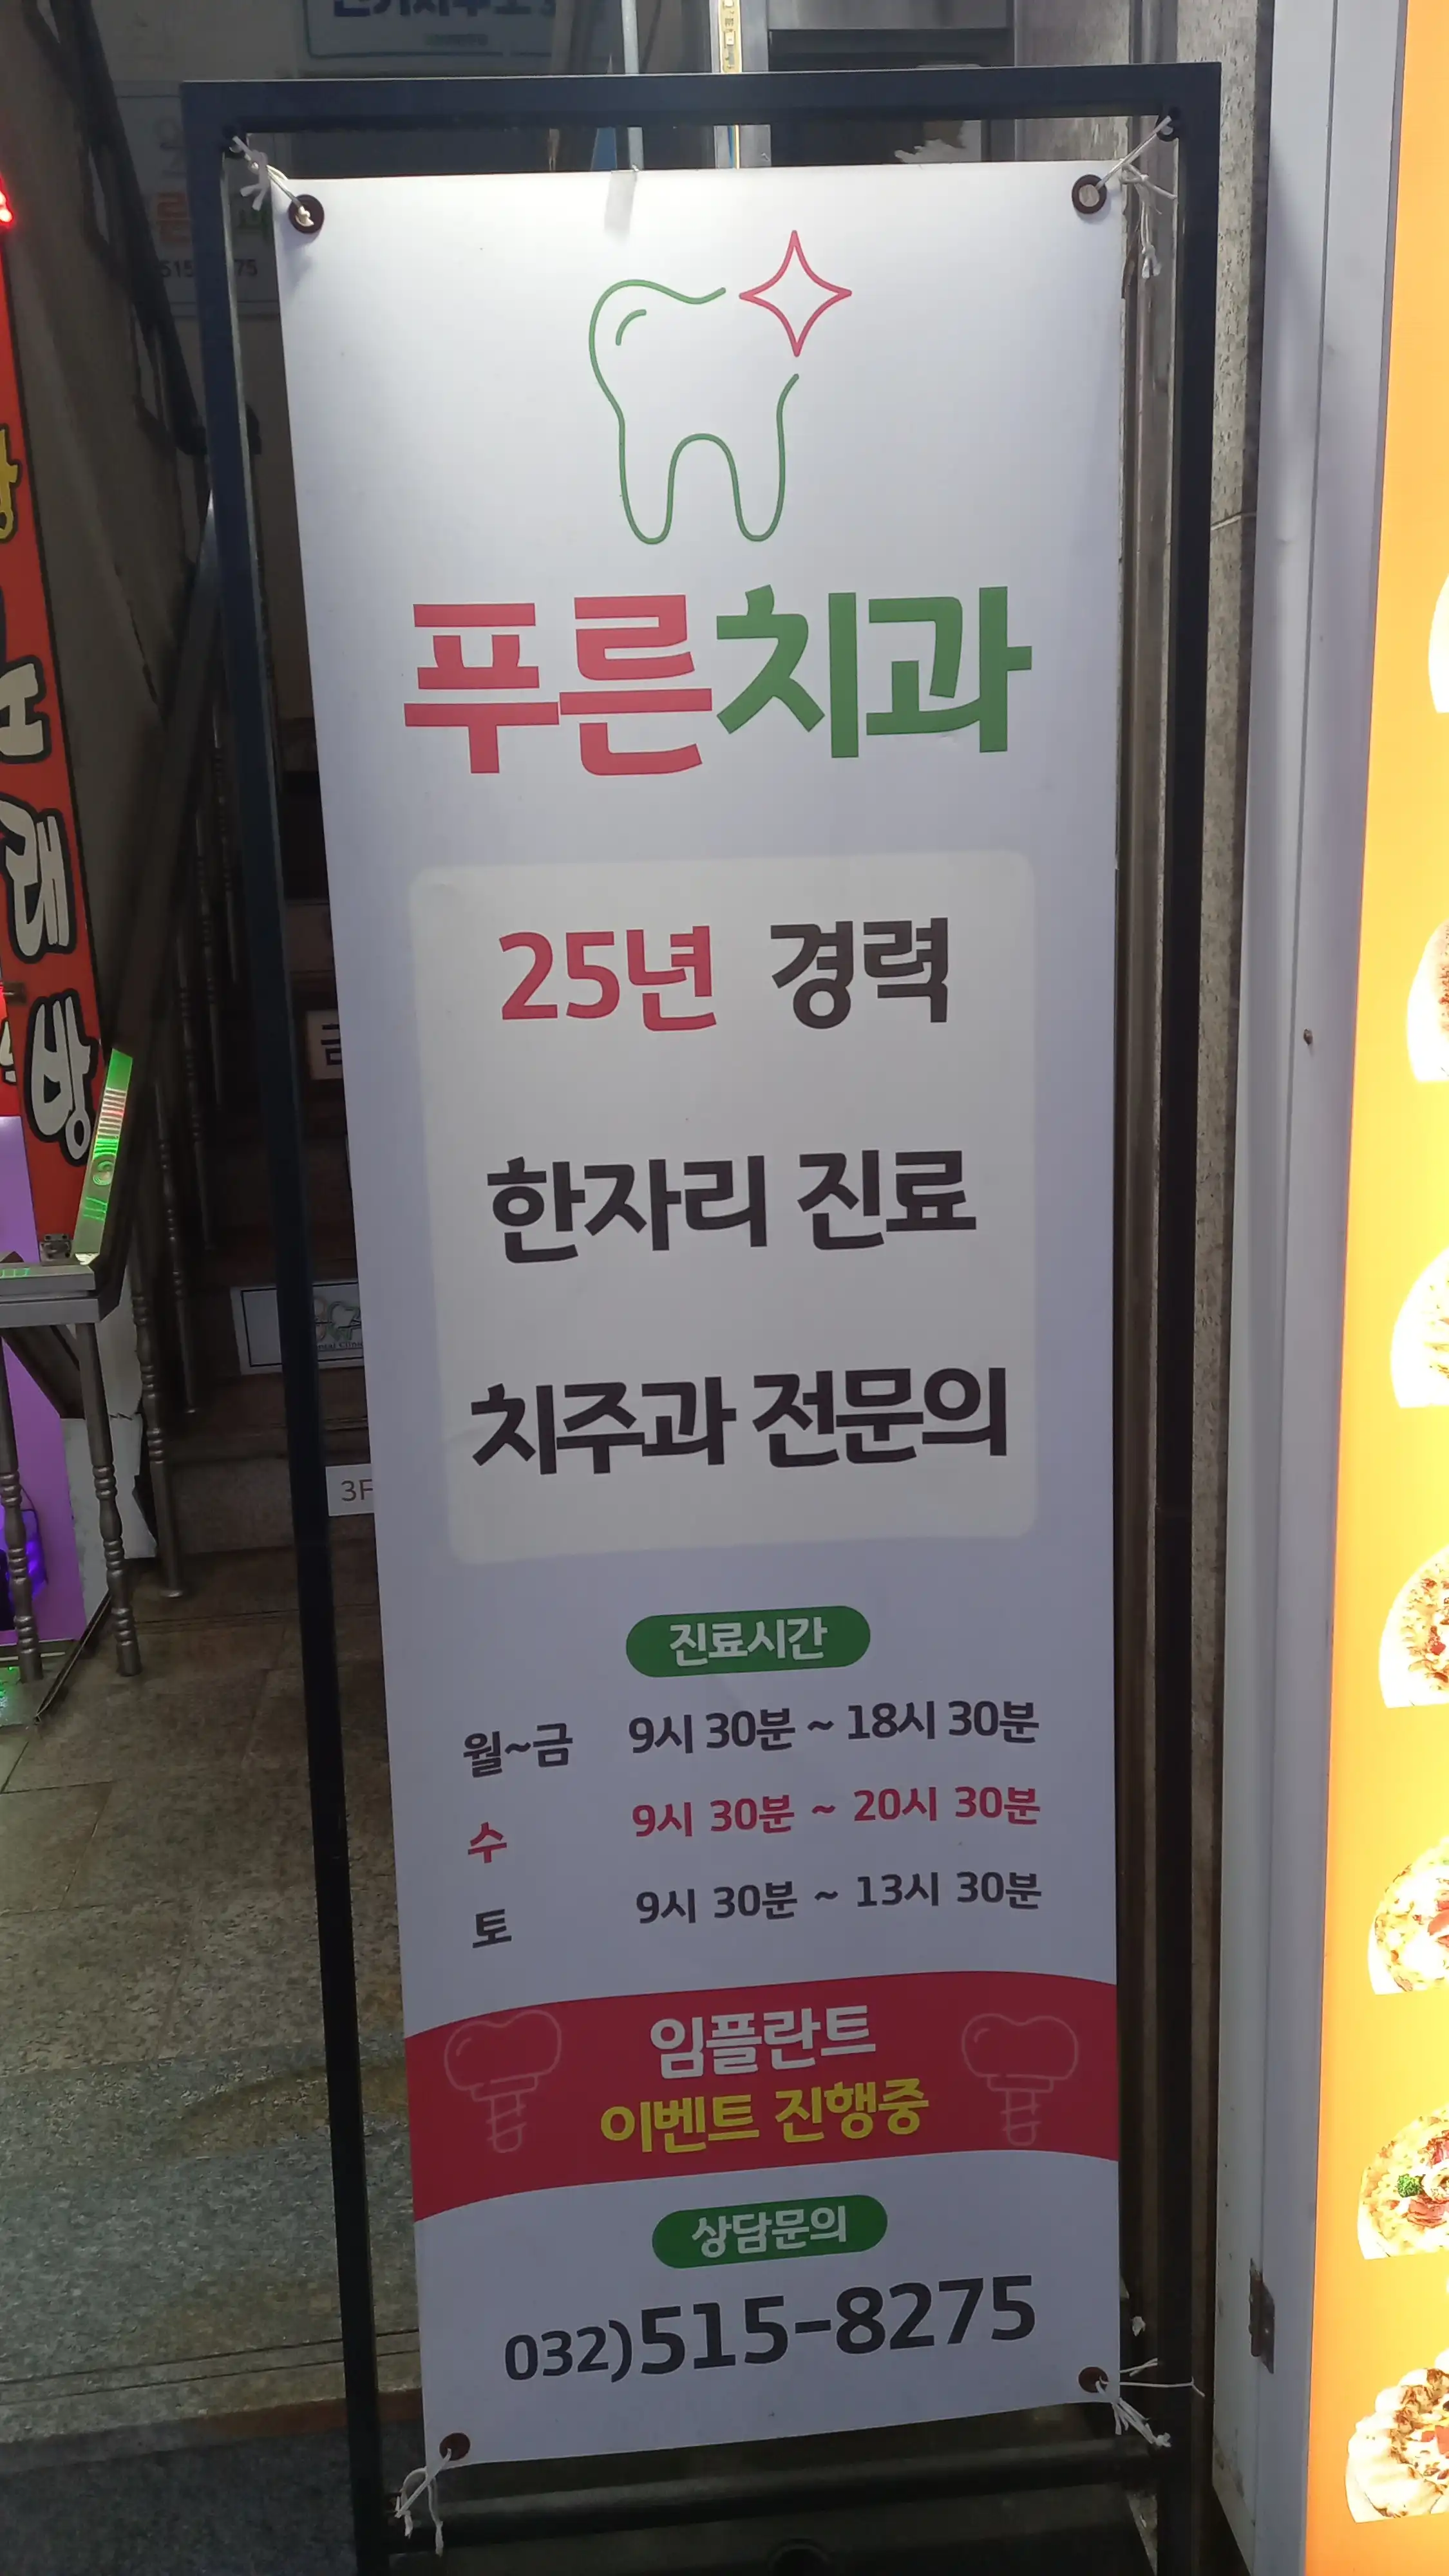 푸른치과
25년 경력
한자리 진료
치주과 전문의
진료시간
월~금 9시 30분 ~ 18시 30분
수 9시 30분 ~ 20시 30분
토 9시 30분 ~ 13시 30분
임플란트
이벤트 진행중
상담문의
032)515-8275
노래방
3F